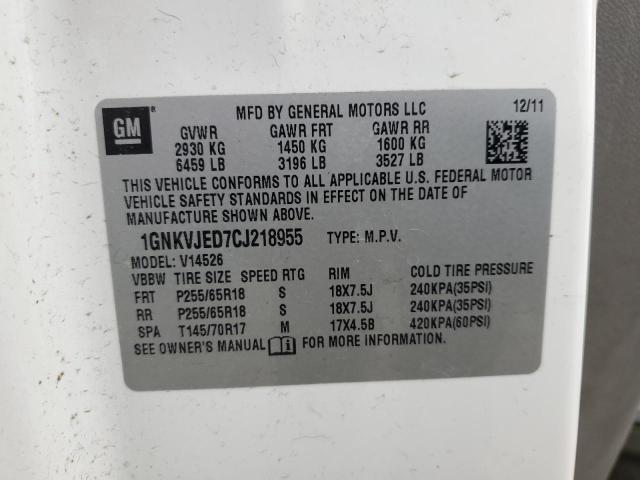 GM ®
MFD BY GENERAL MOTORS LLC 12/11
GVWR GAWR FRT GAWR RR
2930 KG 1450 KG 1600 KG
6459 LB 3196 LB 3527 LB
THIS VEHICLE CONFORMS TO ALL APPLICABLE U.S. FEDERAL MOTOR
VEHICLE SAFETY STANDARDS IN EFFECT ON THE DATE OF
MANUFACTURE SHOWN ABOVE.
1GNKVJED7CJ218955 TYPE: M.P.V.
MODEL: V14526
VBBW TIRE SIZE SPEED RTG RIM COLD TIRE PRESSURE
FRT P255/65R18 S 18X7.5J 240KPA(35PSI)
RR P255/65R18 S 18X7.5J 240KPA(35PSI)
SPA T145/70R17 M 17X4.5B 420KPA(60PSI)
SEE OWNER'S MANUAL FOR MORE INFORMATION.